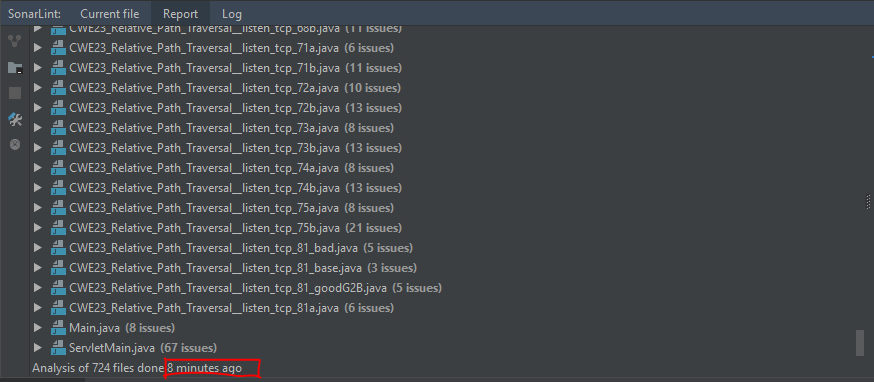 SonarLint: Current file Report Log
CWE23_Relative_Path_Traversal__listen_tcp_68b.java (11 issues)
CWE23_Relative_Path_Traversal__listen_tcp_71a.java (6 issues)
CWE23_Relative_Path_Traversal__listen_tcp_71b.java (11 issues)
CWE23_Relative_Path_Traversal__listen_tcp_72a.java (10 issues)
CWE23_Relative_Path_Traversal__listen_tcp_72b.java (13 issues)
CWE23_Relative_Path_Traversal__listen_tcp_73a.java (8 issues)
CWE23_Relative_Path_Traversal__listen_tcp_73b.java (13 issues)
CWE23_Relative_Path_Traversal__listen_tcp_74a.java (8 issues)
CWE23_Relative_Path_Traversal__listen_tcp_74b.java (13 issues)
CWE23_Relative_Path_Traversal__listen_tcp_75a.java (8 issues)
CWE23_Relative_Path_Traversal__listen_tcp_75b.java (21 issues)
CWE23_Relative_Path_Traversal__listen_tcp_81_bad.java (5 issues)
CWE23_Relative_Path_Traversal__listen_tcp_81_base.java (3 issues)
CWE23_Relative_Path_Traversal__listen_tcp_81_goodG2B.java (5 issues)
CWE23_Relative_Path_Traversal__listen_tcp_81a.java (6 issues)
Main.java (8 issues)
ServletMain.java (67 issues)
Analysis of 724 files done 8 minutes ago